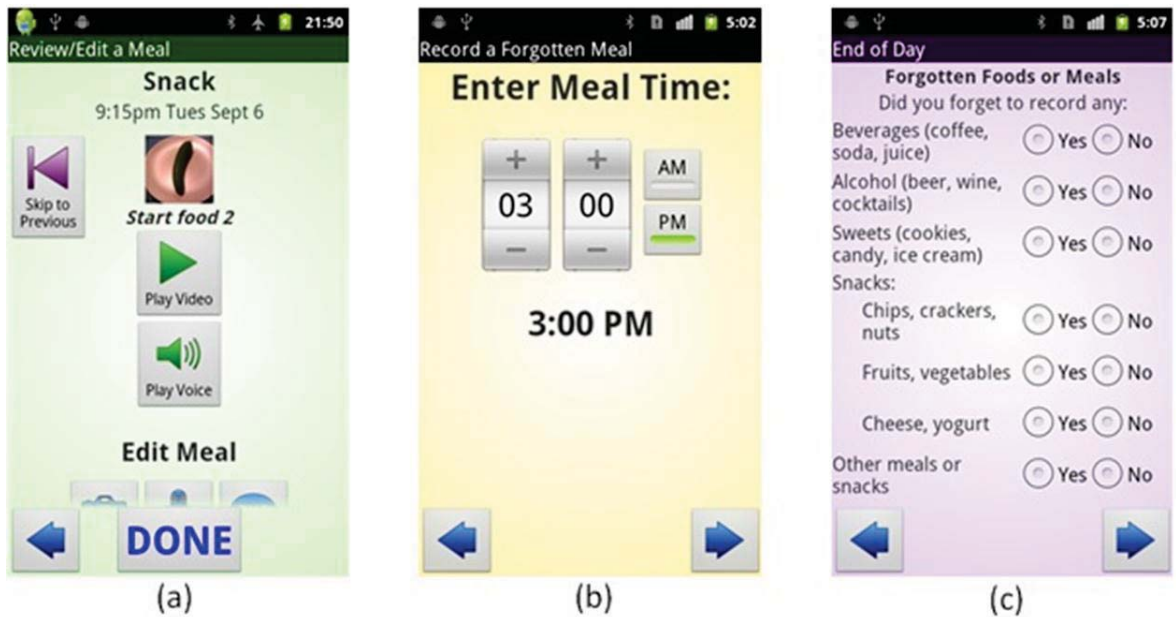 21:50
Review/Edit a Meal
Snack
9:15pm Tues Sept 6
Skip to
Previous
Start food 2
Play Video
Play Voice
Edit Meal
DONE
(a)
5:02
Record a Forgotten Meal
Enter Meal Time:
+ +
03 00
− −
AM
PM
3:00 PM
(b)
5:07
End of Day
Forgotten Foods or Meals
Did you forget to record any:
Beverages (coffee,
soda, juice) Yes No
Alcohol (beer, wine,
cocktails) Yes No
Sweets (cookies,
candy, ice cream) Yes No
Snacks:
Chips, crackers,
nuts Yes No
Fruits, vegetables Yes No
Cheese, yogurt Yes No
Other meals or
snacks Yes No
(c)